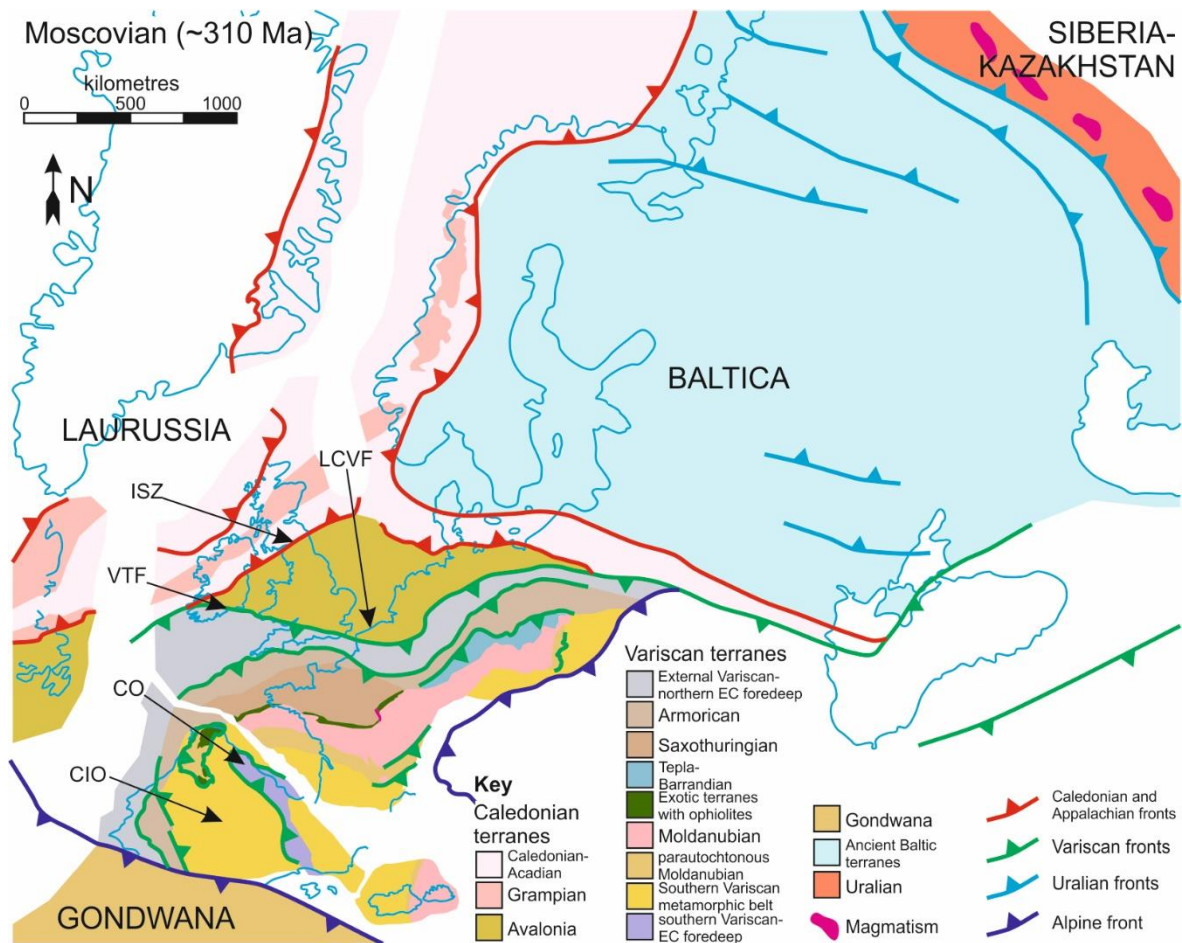 Moscovian (~310 Ma)
kilometres
0 500 1000
N
SIBERIA-
KAZAKHSTAN
BALTICA
LAURUSSIA
LCVF
ISZ
VTF
CO
CIO
GONDWANA
Key
Caledonian
terranes
Caledonian-
Acadian
Grampian
Avalonia
Variscan terranes
External Variscan-
northern EC foredeep
Armorican
Saxothuringian
Tepla-
Barrandian
Exotic terranes
with ophiolites
Moldanubian
parautochtonous
Moldanubian
Southern Variscan
metamorphic belt
southern Variscan-
EC foredeep
Gondwana
Ancient Baltic
terranes
Uralian
Magmatism
Caledonian and
Appalachian fronts
Variscan fronts
Uralian fronts
Alpine front